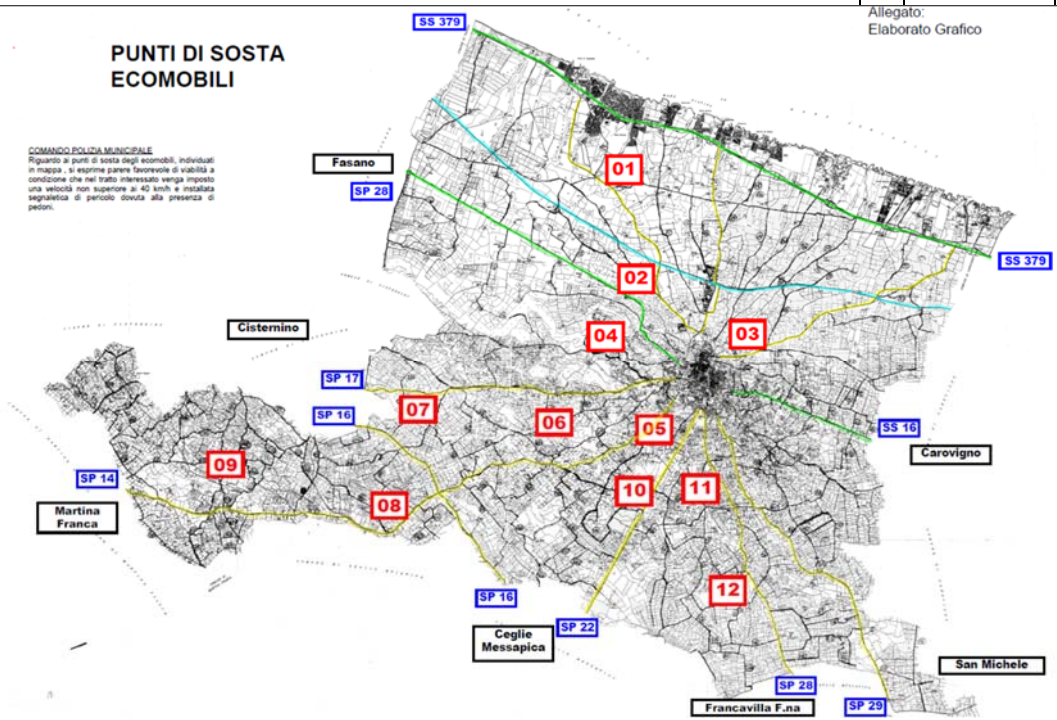 Allegato:
Elaborato Grafico
SS 379
PUNTI DI SOSTA
ECOMOBILI
COMANDO POLIZIA MUNICIPALE
Riguardo ai punti di sosta degli ecomobili, individuati
in mappa , si esprime parere favorevole di viabilità a
condizione che nel tratto interessato venga imposto
una velocità non superiore ai 40 km/h e installata
segnaletica di pericolo dovuta alla presenza di
pedoni.
Fasano
01
SP 28
SS 379
02
Cisternino
04
03
SP 17
07
SP 16
06
05
SS 16
Carovigno
09
SP 14
10
11
Martina
Franca
08
12
SP 16
SP 22
Ceglie
Messapica
San Michele
SP 28
Francavilla F.na
SP 29